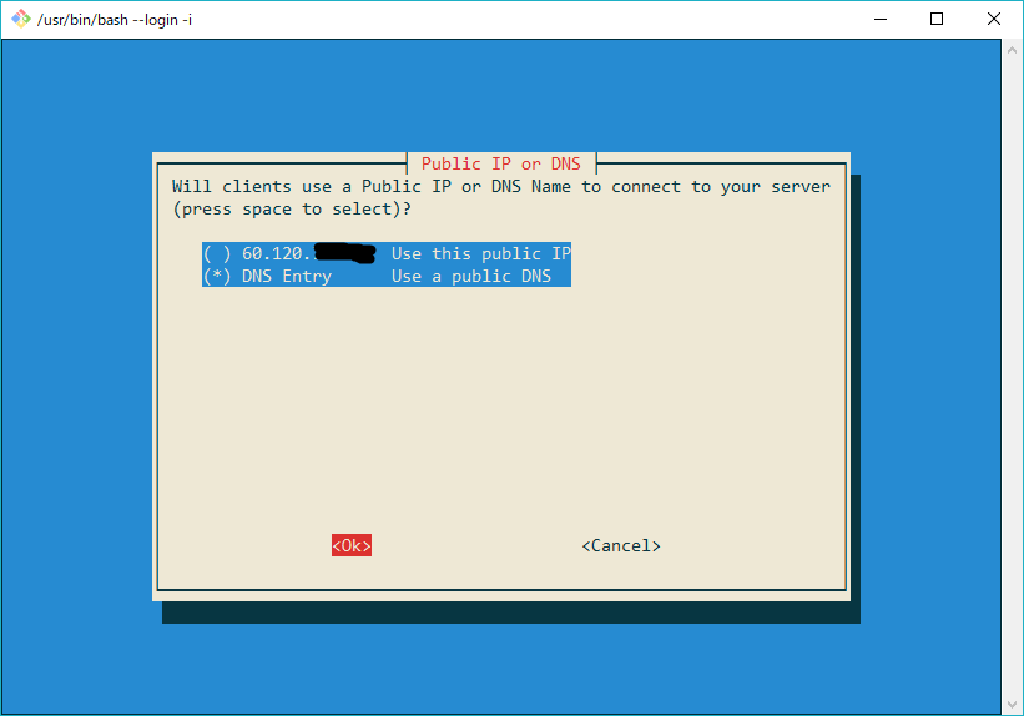 /usr/bin/bash --login -i
Public IP or DNS
Will clients use a Public IP or DNS Name to connect to your server
(press space to select)?
( ) 60.120. Use this public IP
(*) DNS Entry Use a public DNS
<Ok> <Cancel>